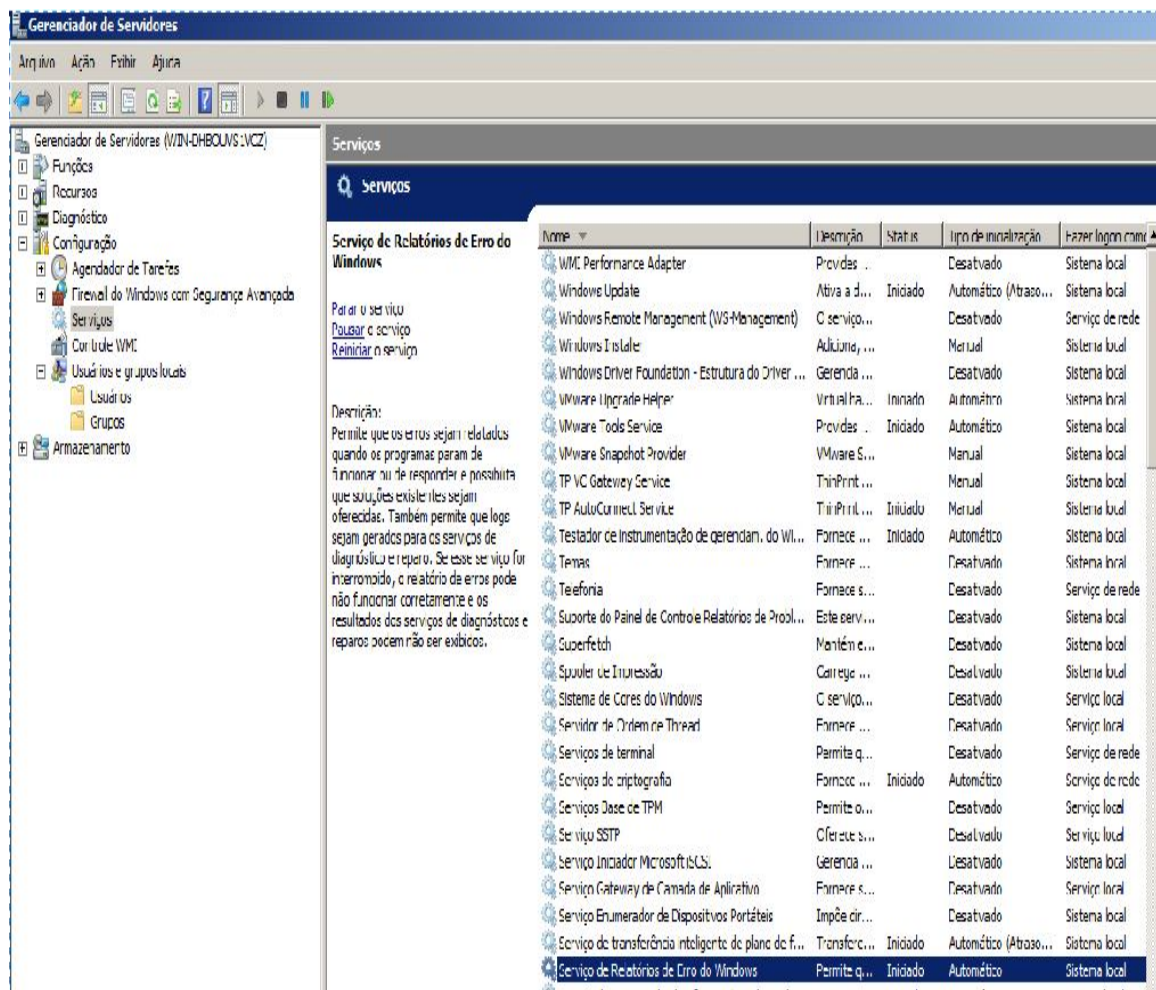 Gerenciador de Servidores
Arquivo Ação Exibir Ajuda
Gerenciador de Servidores
Funções
Recursos
Diagnóstico
Configuração
Agendador de Tarefas
Firewall do Windows com Segurança Avançada
Serviços
Controle WMI
Usuários e grupos locais
Usuários
Grupos
Armazenamento
Serviços
Serviços
Serviço de Relatórios de Erro do
Windows
Parar o serviço
Pausar o serviço
Reiniciar o serviço
Descrição:
Permite que os erros sejam relatados
quando os programas param de
funcionar ou de responder e possibilita
que soluções existentes sejam
oferecidas. Também permite que logs
sejam gerados para os serviços de
diagnóstico e reparo. Se esse serviço for
interrompido, o relatório de erros pode
não funcionar corretamente e os
resultados dos serviços de diagnósticos e
reparos podem não ser exibidos.
Nome Descrição Status Tipo de inicialização Fazer logon como
WMI Performance Adapter Provides ... Desativado Sistema local
Windows Update Ativa a d... Iniciado Automático (Atraso... Sistema local
Windows Remote Management (WS-Management) O serviço... Desativado Serviço de rede
Windows Installer Adiciona, ... Manual Sistema local
Windows Driver Foundation - Estrutura do Driver ... Gerencia ... Desativado Sistema local
VMware Upgrade Helper Virtual ha... Iniciado Automático Sistema local
VMware Tools Service Provides ... Iniciado Automático Sistema local
VMware Snapshot Provider VMware S... Manual Sistema local
TP VC Gateway Service ThinPrint ... Manual Sistema local
TP AutoConnect Service ThinPrint ... Iniciado Manual Sistema local
Testador de instrumentação de gerenciam. do Wi... Fornece ... Iniciado Automático Sistema local
Temas Fornece ... Desativado Sistema local
Telefonia Fornece s... Desativado Serviço de rede
Suporte do Painel de Controle Relatórios de Probl... Este servi... Desativado Sistema local
Superfetch Mantém e... Desativado Sistema local
Spooler de Impressão Carrega ... Desativado Sistema local
Sistema de Cores do Windows O serviço... Desativado Serviço local
Servidor de Ordem de Thread Fornece ... Desativado Serviço local
Serviços de terminal Permite q... Desativado Serviço de rede
Serviços de criptografia Fornece ... Iniciado Automático Serviço de rede
Serviços Base de TPM Permite o... Desativado Serviço local
Serviço SSTP Oferece s... Desativado Serviço local
Serviço Iniciador Microsoft iSCSI Gerencia ... Desativado Sistema local
Serviço Gateway de Camada de Aplicativo Fornece s... Desativado Serviço local
Serviço Enumerador de Dispositivos Portáteis Impõe dir... Desativado Sistema local
Serviço de transferência inteligente de plano de f... Transfere... Iniciado Automático (Atraso... Sistema local
Serviço de Relatórios de Erro do Windows Permite q... Iniciado Automático Sistema local